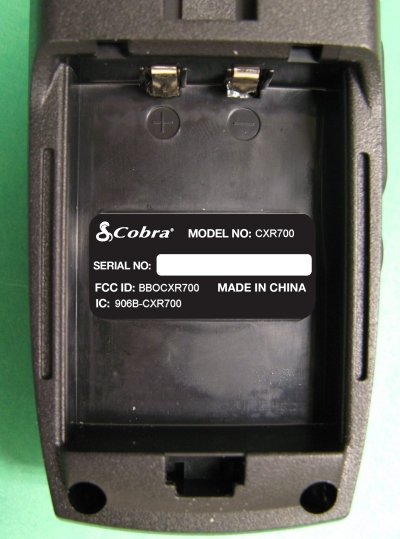 Cobra® MODEL NO: CXR700
SERIAL NO:
FCC ID: BBOCXR700 MADE IN CHINA
IC: 906B-CXR700